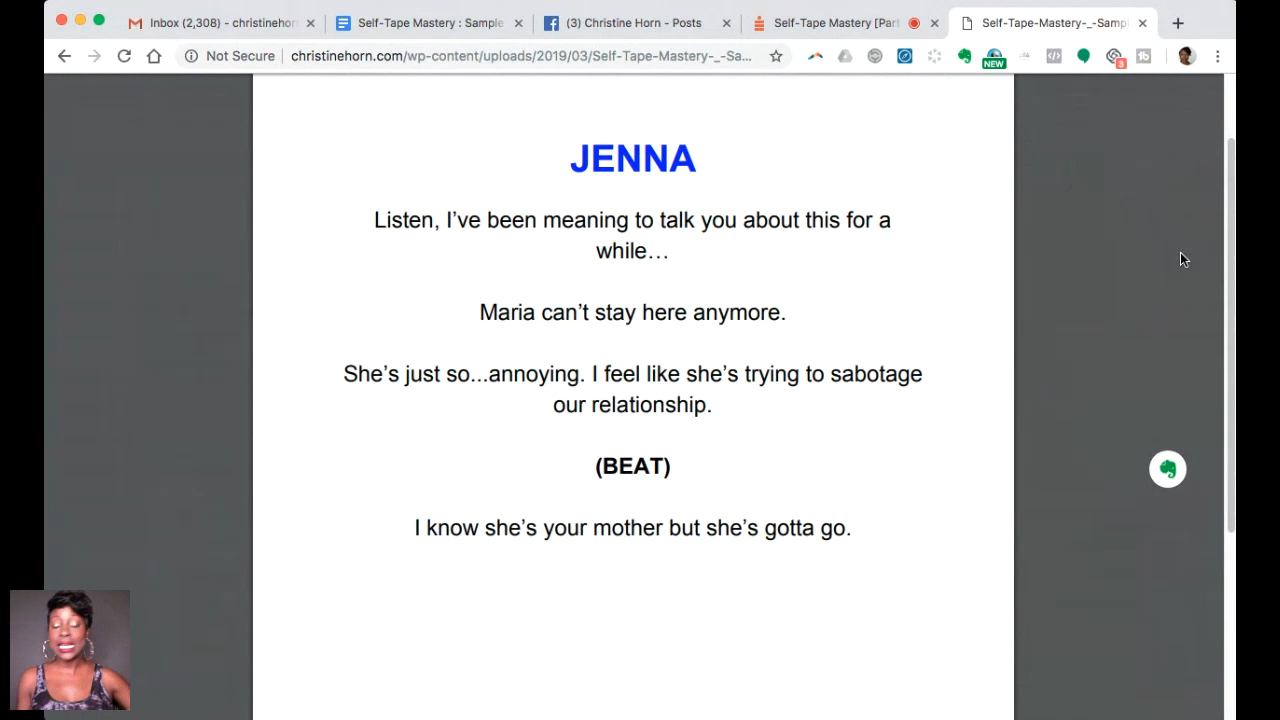 Inbox (2,308) - christinehor
Self-Tape Mastery : Sample
(3) Christine Horn - Posts
Self-Tape Mastery [Part
Self-Tape-Mastery-_-Samp
Not Secure
christinehorn.com/wp-content/uploads/2019/03/Self-Tape-Mastery-_-Sa...
NEW
3
JENNA
Listen, I've been meaning to talk you about this for a
while…
Maria can't stay here anymore.
She's just so...annoying. I feel like she's trying to sabotage
our relationship.
(BEAT)
I know she's your mother but she's gotta go.